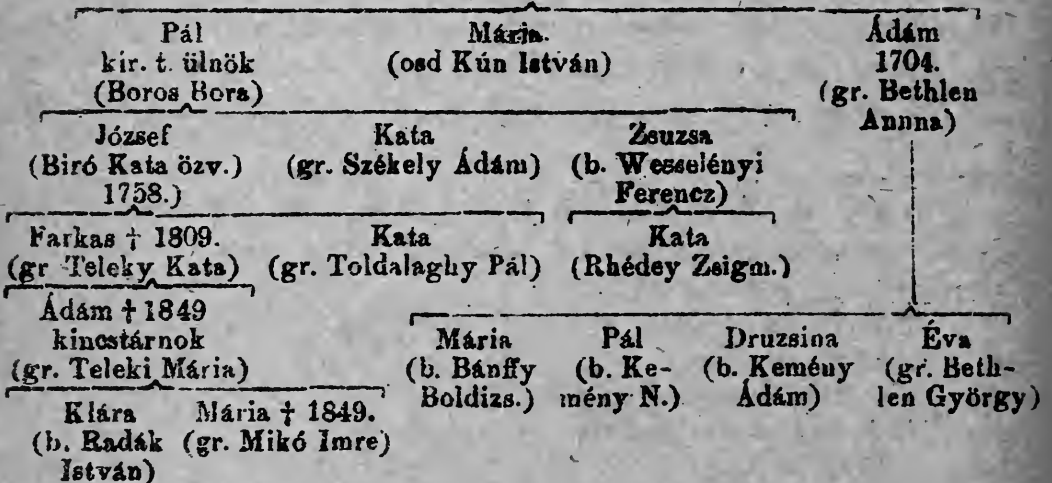 Pál Mária. Ádám
kir. t. ülnök (osd Kún István) 1704.
(Boros Bora) (gr. Bethlen
Annna)
József Kata Zsuzsa
(Biró Kata özv.) (gr. Székely Ádám) (b. Wesselényi
1758.) Ferencz)
Farkas † 1809. Kata Kata
(gr Teleky Kata) (gr. Toldalaghy Pál) (Rhédey Zsigm.)
Ádám † 1849
kincstárnok Mária Pál Druzsina Éva
(gr. Teleki Mária) (b. Bánffy (b. Ke- (b. Kemény (gr. Beth-
Boldizs.) mény N.) Ádám) len György)
Klára Mária † 1849.
(b. Radák (gr. Mikó Imre)
István)